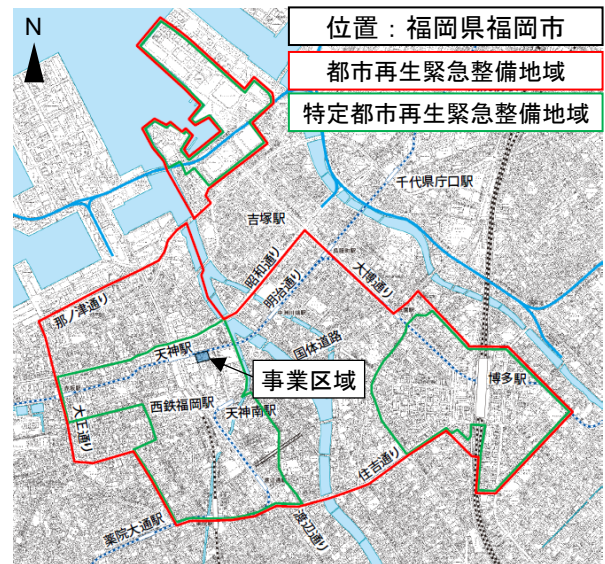 N
位置：福岡県福岡市
都市再生緊急整備地域
特定都市再生緊急整備地域
千代県庁口駅
吉塚駅
昭和通り
明治通り
大博通り
那ノ津通り
国体道路
天神駅
博多駅
事業区域
西鉄福岡駅
天神南駅
大正通り
住吉通り
薬院大通駅
渡辺通り